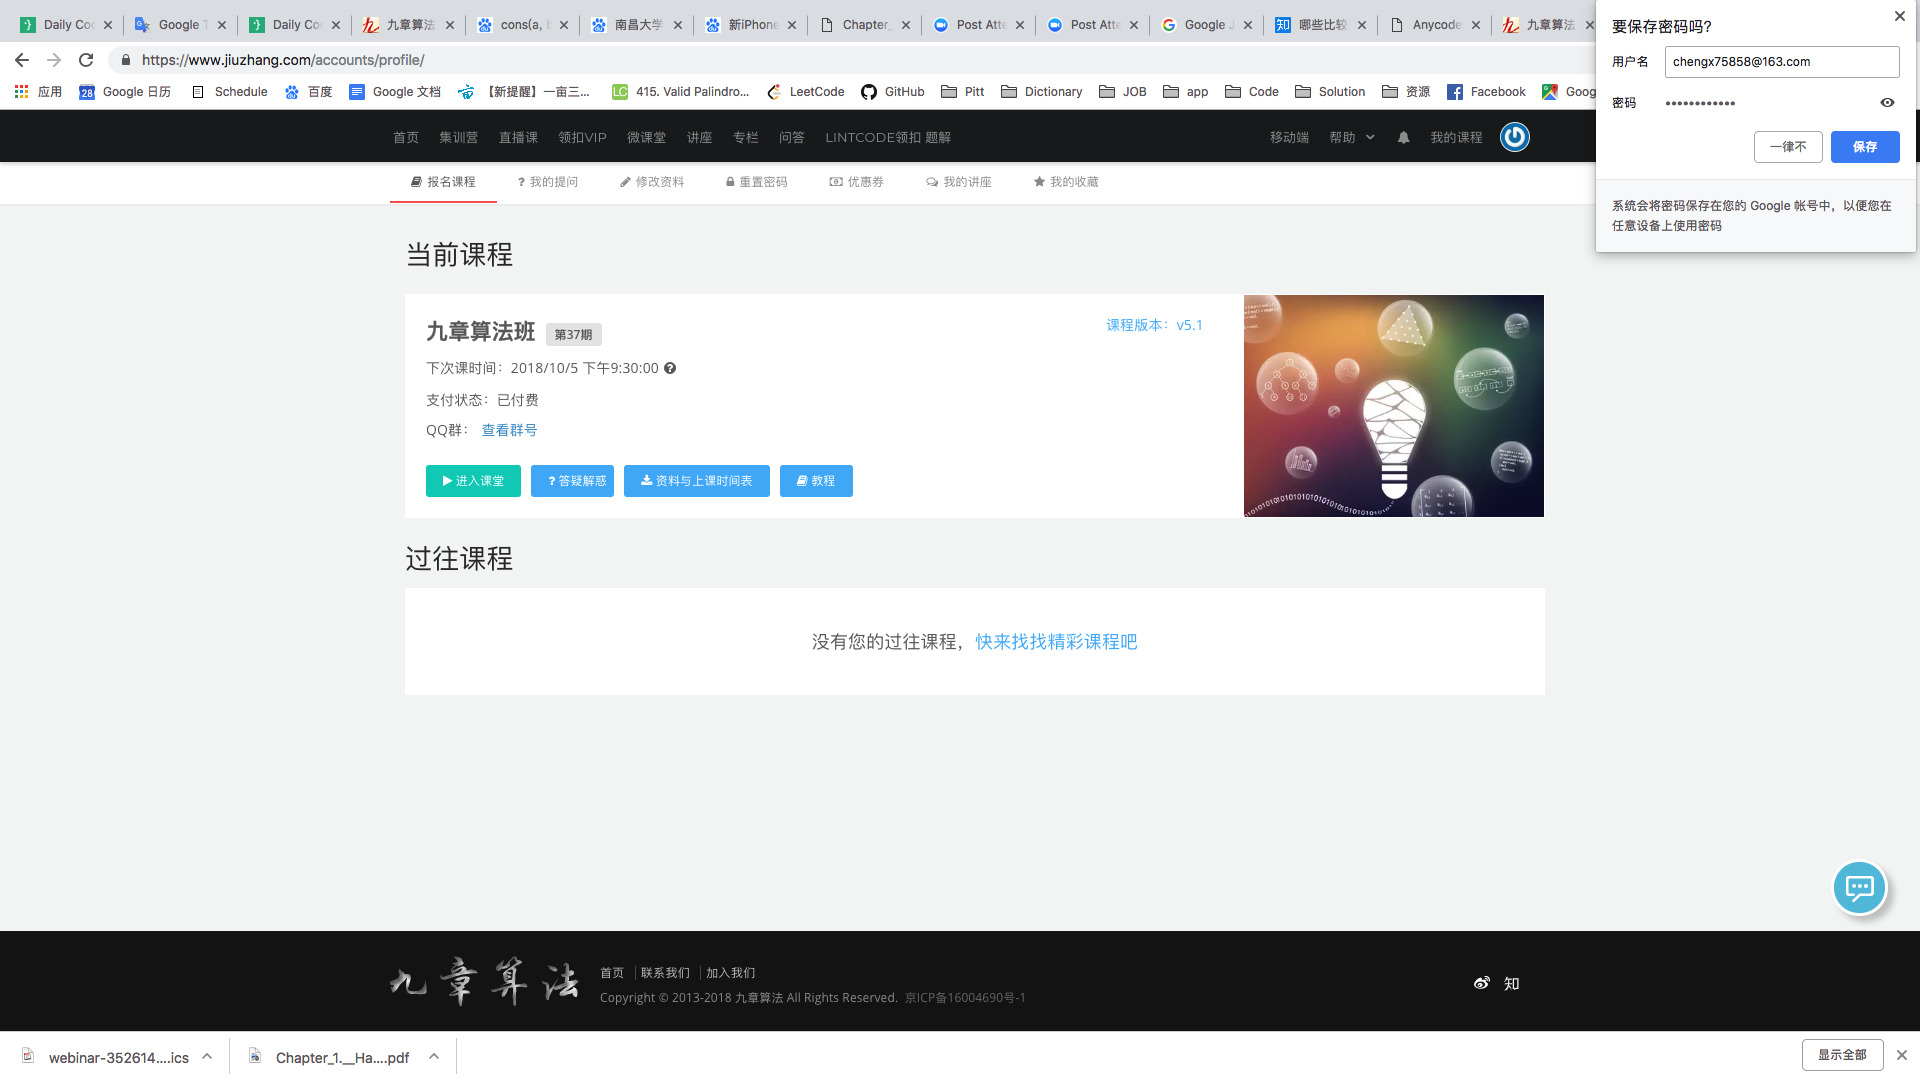 Daily Coc
Google T
Daily Co
九章算法
cons(a, b
南昌大学
新iPhone
Chapter_
Post Atte
Post Atte
Google J
哪些比较
Anycode
九章算法
https://www.jiuzhang.com/accounts/profile/
应用
Google 日历
Schedule
百度
Google 文档
【新提醒】一亩三...
415. Valid Palindro...
LeetCode
GitHub
Pitt
Dictionary
JOB
app
Code
Solution
资源
Facebook
Goog
要保存密码吗?
用户名 chengx75858@163.com
密码 ••••••••••••
一律不 保存
系统会将密码保存在您的 Google 帐号中，以便您在
任意设备上使用密码
首页 集训营 直播课 领扣VIP 微课堂 讲座 专栏 问答 LINTCODE领扣 题解 移动端 帮助 我的课程
报名课程 ? 我的提问 修改资料 重置密码 优惠券 我的讲座 我的收藏
当前课程
九章算法班 第37期
课程版本：v5.1
下次课时间：2018/10/5 下午9:30:00
支付状态：已付费
QQ群： 查看群号
进入课堂 ? 答疑解惑 资料与上课时间表 教程
过往课程
没有您的过往课程，快来找找精彩课程吧
九章算法
首页 联系我们 加入我们
Copyright © 2013-2018 九章算法 All Rights Reserved. 京ICP备16004690号-1
知
webinar-352614....ics
Chapter_1.__Ha....pdf
显示全部